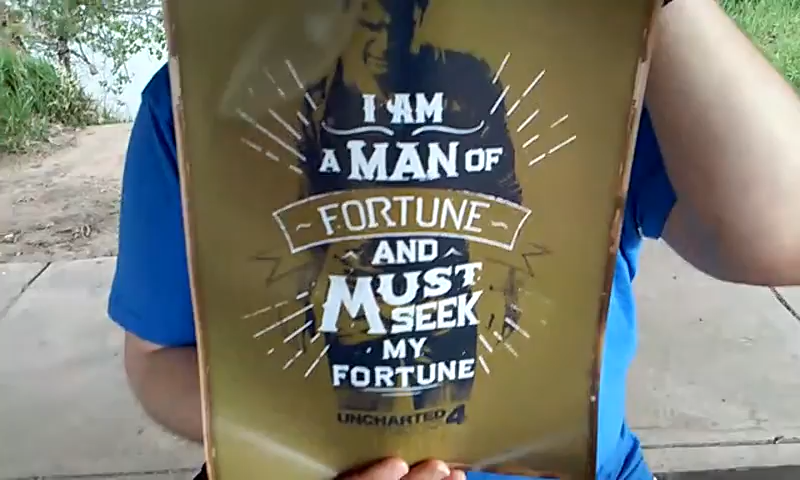 I AM
A MAN OF
~ FORTUNE ~
AND
MUST
SEEK
MY
FORTUNE
UNCHARTED 4